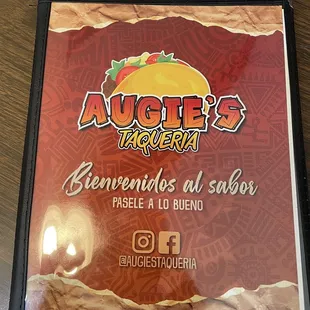 AUGIE'S
TAQUERIA
Bienvenidos al sabor
PASELE A LO BUENO
@AUGIESTAQUERIA